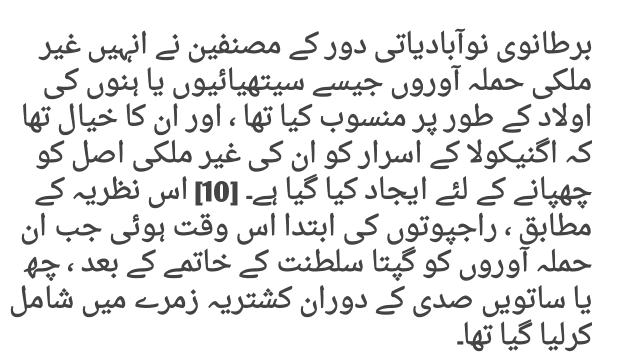 برطانوی نوآبادیاتی دور کے مصنفین نے انہیں غیر
ملکی حملہ آوروں جیسے سیتھیائیوں یا ہنوں کی
اولاد کے طور پر منسوب کیا تھا ، اور ان کا خیال تھا
کہ اگنیکولا کے اسرار کو ان کی غیر ملکی اصل کو
چھپانے کے لئے ایجاد کیا گیا ہے۔ [10] اس نظریہ کے
مطابق ، راجپوتوں کی ابتدا اس وقت ہوئی جب ان
حملہ آوروں کو گپتا سلطنت کے خاتمے کے بعد ، چھ
یا ساتویں صدی کے دوران کشتریہ زمرے میں شامل
کرلیا گیا تھا۔